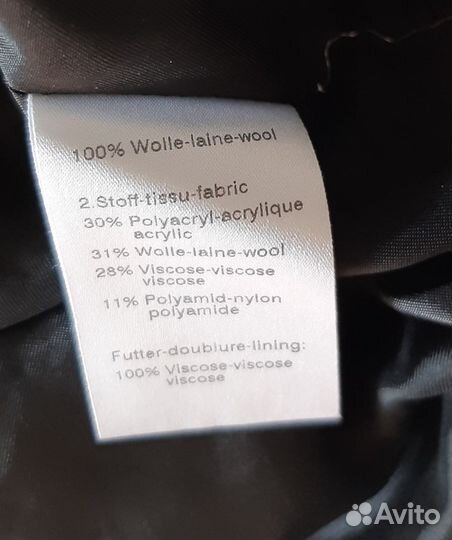 100% Wolle-laine-wool
2.Stoff-tissu-fabric
30% Polyacryl-acrylique
acrylic
31% Wolle-laine-wool
28% Viscose-viscose
viscose
11% Polyamid-nylon
polyamide
Futter-doublure-lining:
100% Viscose-viscose
viscose
Avito